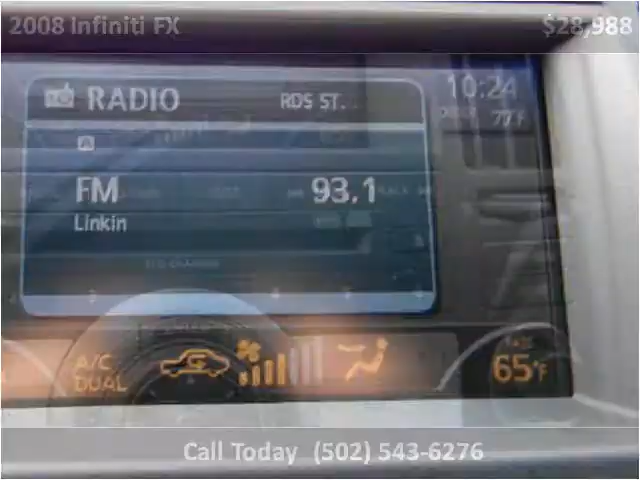 2008 Infiniti FX $28,988
RADIO RDS ST. 10:24
77°F
A
FM 93.1
Linkin
A/C
DUAL
65°F
Call Today (502) 543-6276